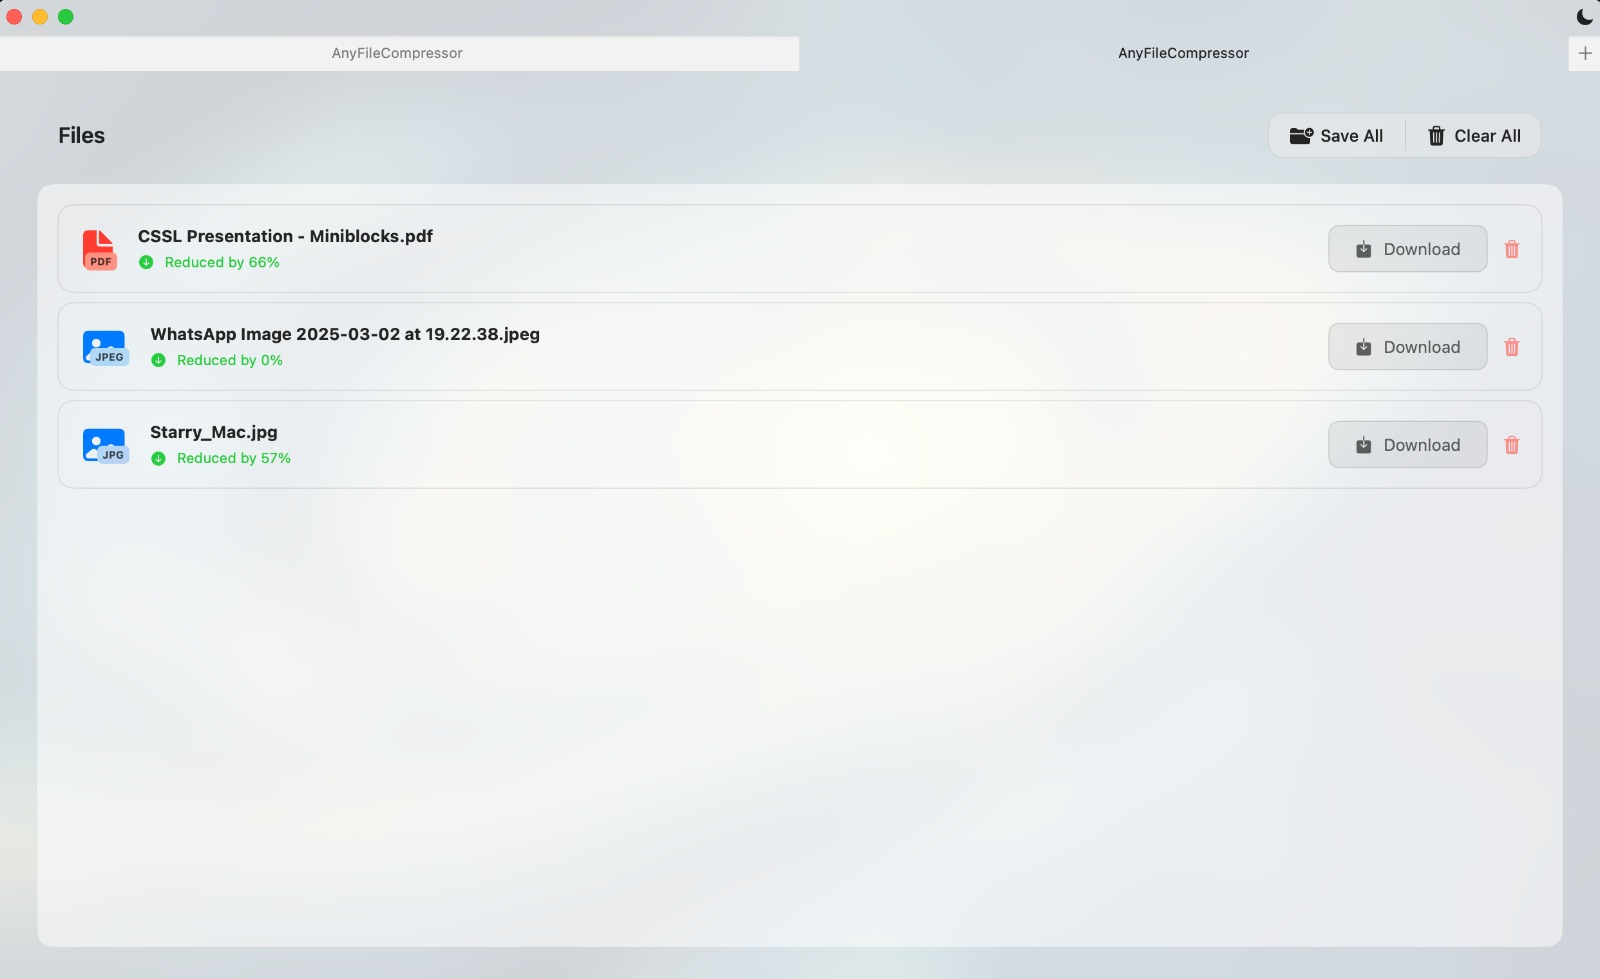 AnyFileCompressor
AnyFileCompressor
Files
Save All
Clear All
PDF
CSSL Presentation - Miniblocks.pdf
Reduced by 66%
Download
JPEG
WhatsApp Image 2025-03-02 at 19.22.38.jpeg
Reduced by 0%
Download
JPG
Starry_Mac.jpg
Reduced by 57%
Download